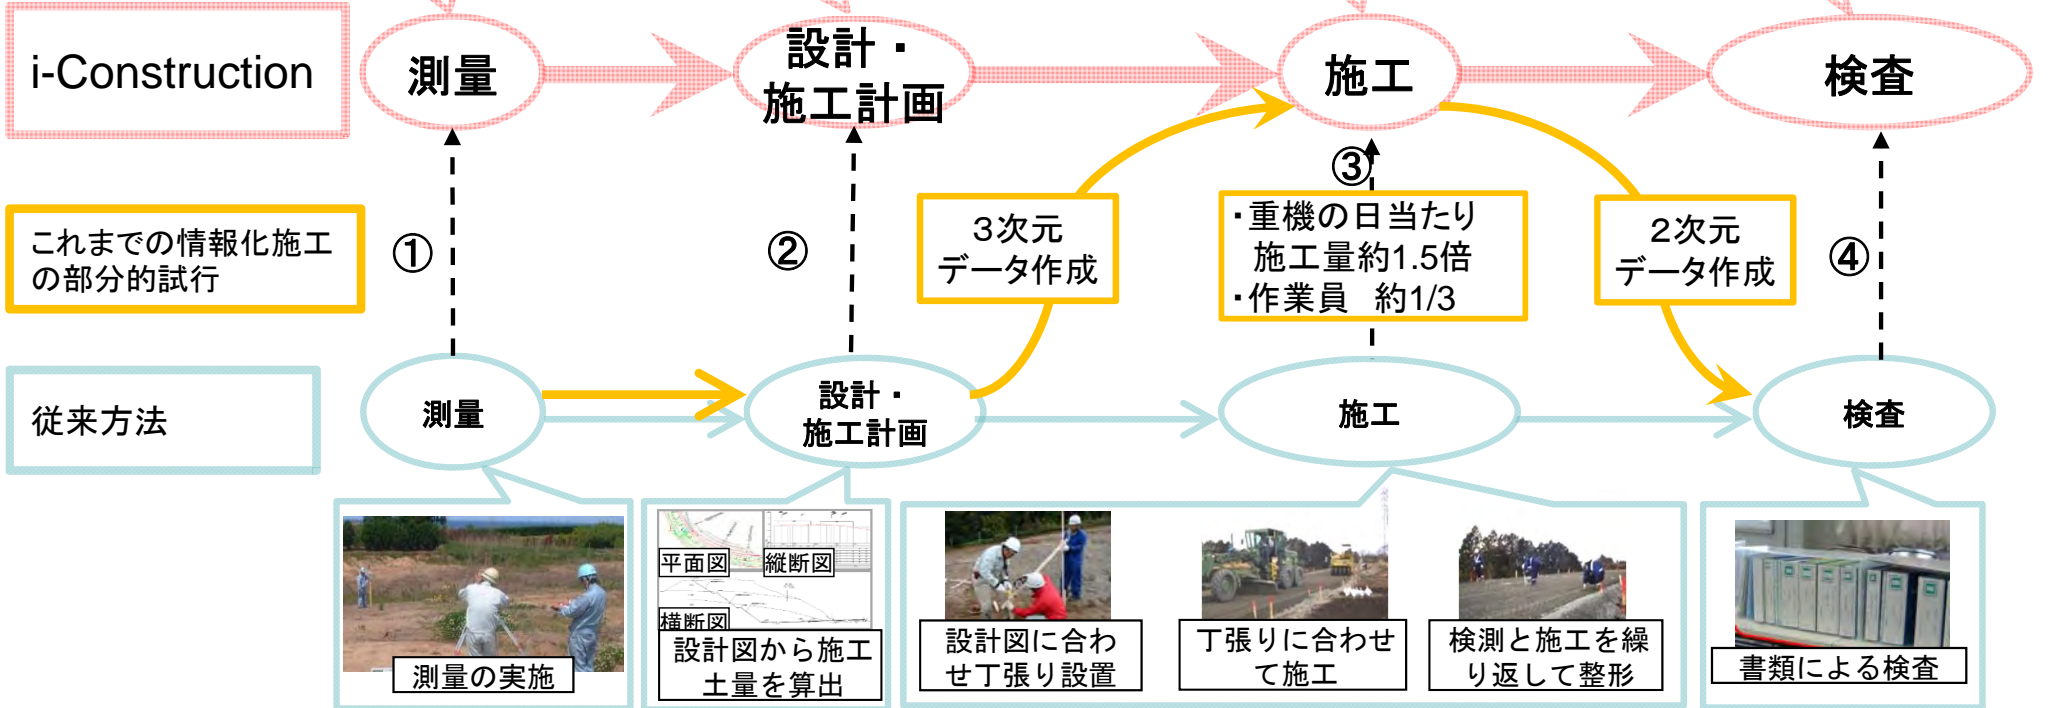 i-Construction
測量
設計・
施工計画
施工
検査
これまでの情報化施工
の部分的試行
①
②
3次元
データ作成
③
・重機の日当たり
施工量約1.5倍
・作業員　約1/3
2次元
データ作成
④
従来方法
測量
設計・
施工計画
施工
検査
測量の実施
平面図
縦断図
横断図
設計図から施工
土量を算出
設計図に合わ
せ丁張り設置
丁張りに合わせ
て施工
検測と施工を繰
り返して整形
書類による検査